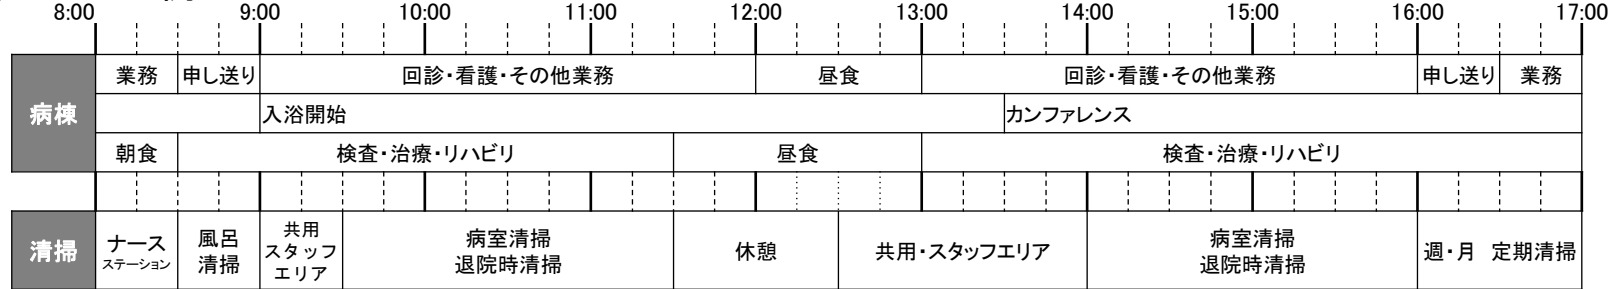 8:00 9:00 10:00 11:00 12:00 13:00 14:00 15:00 16:00 17:00
病棟
業務 申し送り 回診・看護・その他業務 昼食 回診・看護・その他業務 申し送り 業務
入浴開始 カンファレンス
朝食 検査・治療・リハビリ 昼食 検査・治療・リハビリ
清掃
ナース
ステーション
風呂
清掃
共用
スタッフ
エリア
病室清掃
退院時清掃
休憩
共用・スタッフエリア
病室清掃
退院時清掃
週・月 定期清掃